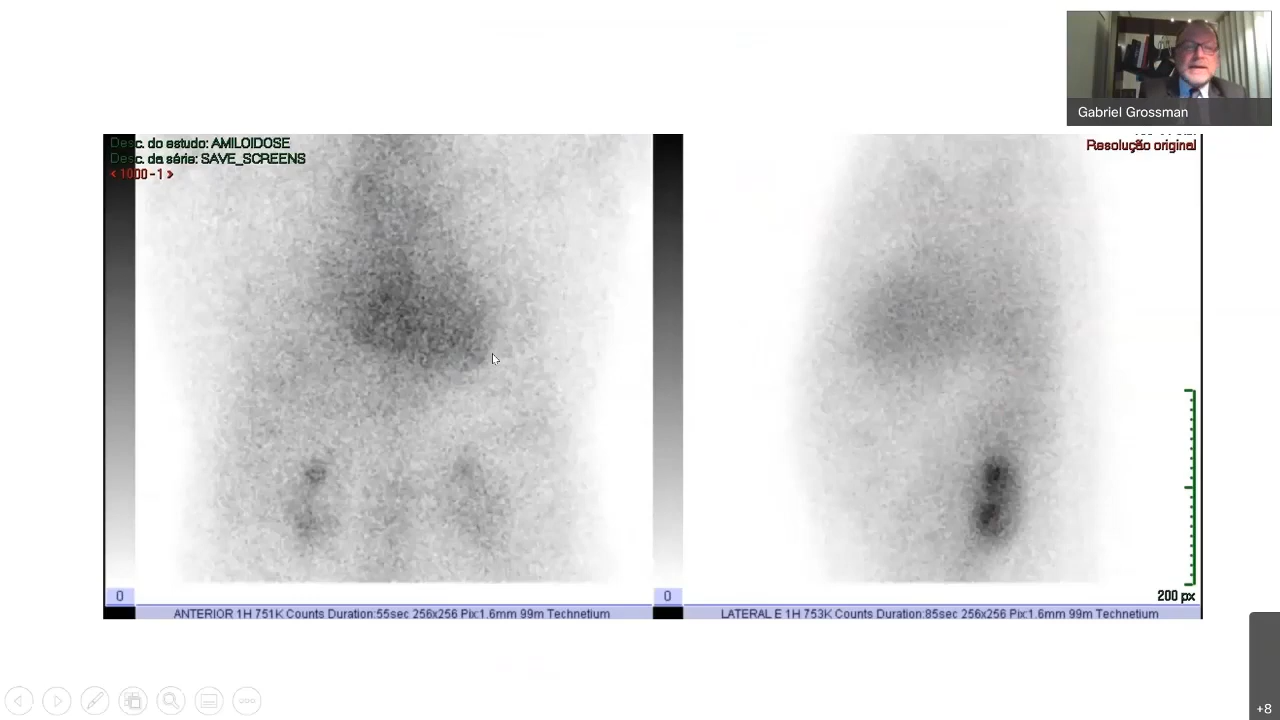 Gabriel Grossman
Desc. do estudo: AMILOIDOSE
Desc. da série: SAVE_SCREENS
< 1000 - 1 >
Resolução original
0
0
200 px
ANTERIOR 1H 751K Counts Duration:55sec 256x256 Pix:1.6mm 99m Technetium
LATERAL E 1H 753K Counts Duration:85sec 256x256 Pix:1.6mm 99m Technetium
+8